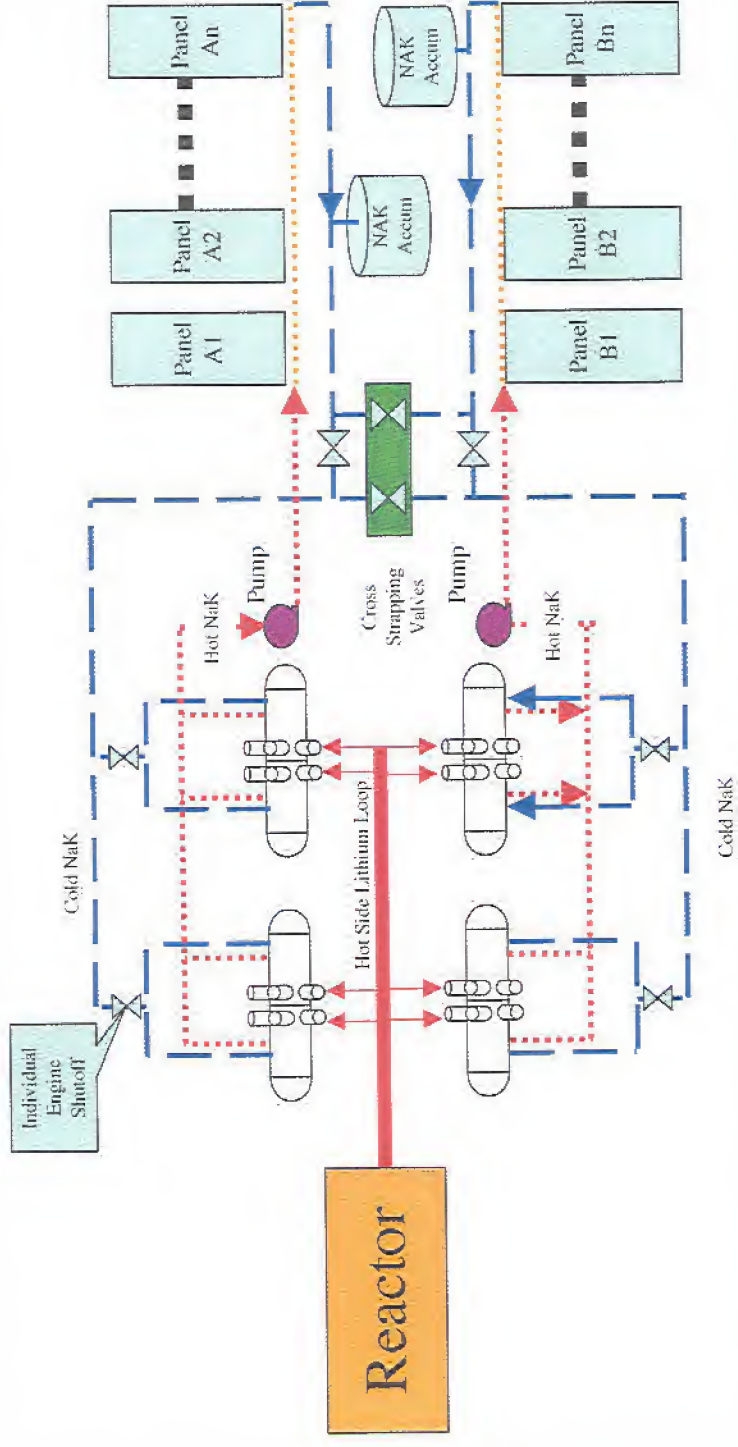 Individual
Engine
Shutoff
Cold NaK
Hot NaK
Pump
Panel
A1
Panel
A2
Panel
An
NAK
Accum
NAK
Accum
Reactor
Hot Side Lithium Loop
Cross
Strapping
Valves
Pump
Hot NaK
Cold NaK
Panel
B1
Panel
B2
Panel
Bn